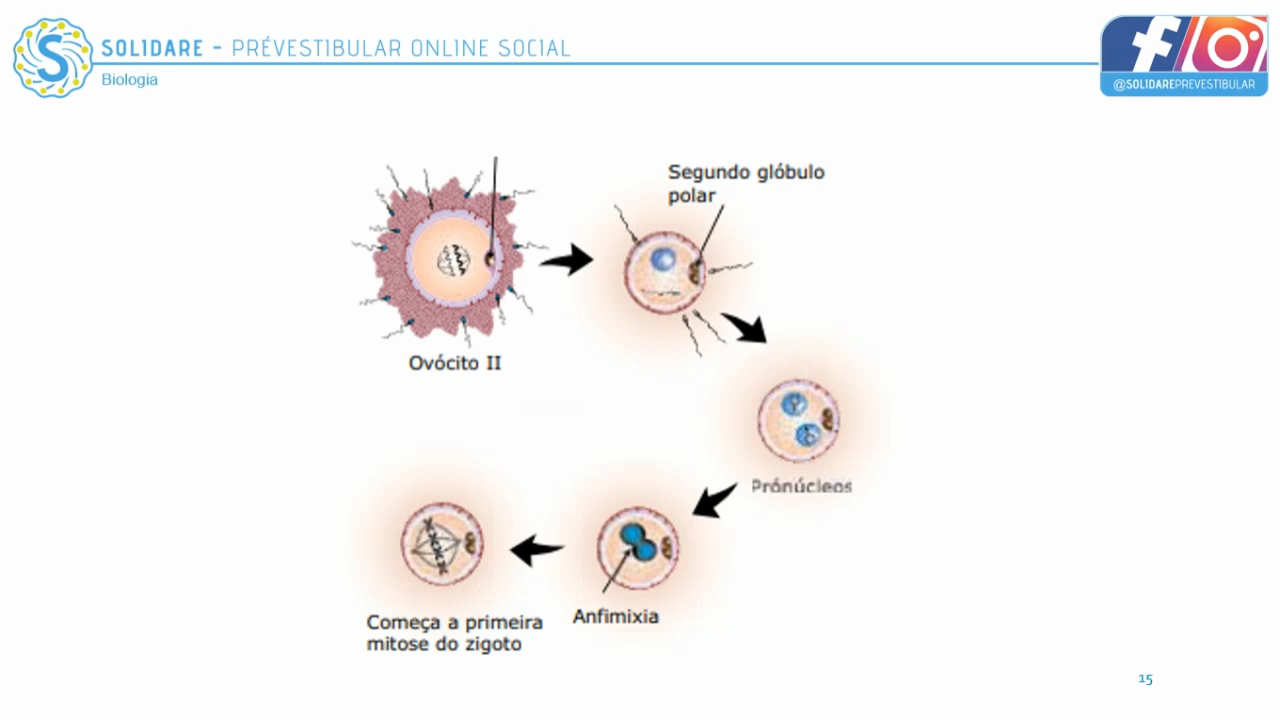 SOLIDARE - PRÉVESTIBULAR ONLINE SOCIAL
Biologia
@SOLIDAREPREVESTIBULAR
Segundo glóbulo
polar
Ovócito II
Prónúcleos
Anfimixia
Começa a primeira
mitose do zigoto
15